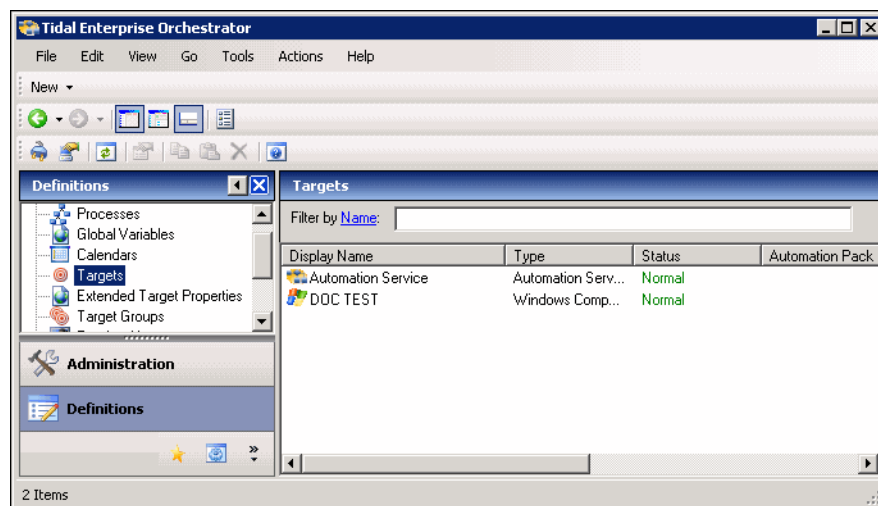 Tidal Enterprise Orchestrator
File Edit View Go Tools Actions Help
New
Definitions
Processes
Global Variables
Calendars
Targets
Extended Target Properties
Target Groups
Administration
Definitions
Targets
Filter by Name:
Display Name Type Status Automation Pack
Automation Service Automation Serv... Normal
DOC TEST Windows Comp... Normal
2 Items